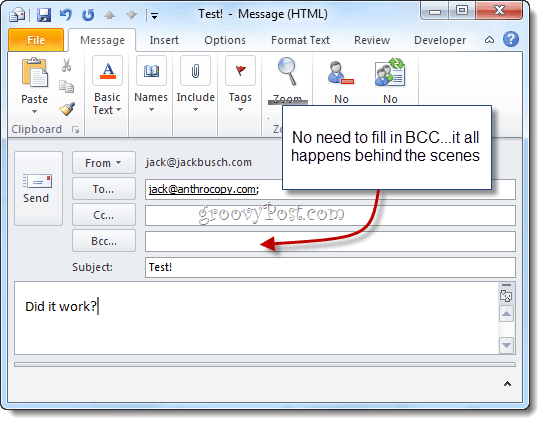 Test! - Message (HTML)
File Message Insert Options Format Text Review Developer
Paste Basic Text Names Include Tags Zoom No No
Clipboard
No need to fill in BCC...it all
happens behind the scenes
From jack@jackbusch.com
Send
To... jack@anthrocopy.com;
Cc...
groovyPost.com
Bcc...
Subject: Test!
Did it work?